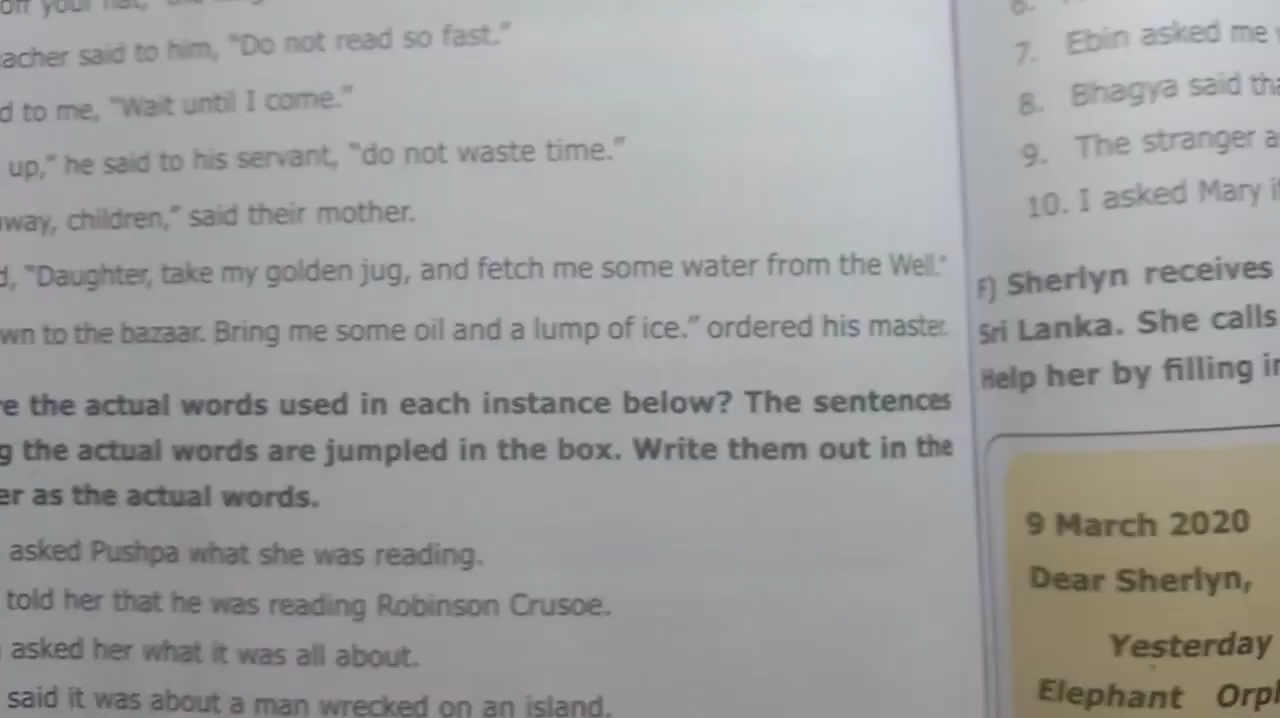 off your hat,
acher said to him, "Do not read so fast."
d to me, "Wait until I come."
up," he said to his servant, "do not waste time."
way, children," said their mother.
d, "Daughter, take my golden jug, and fetch me some water from the Well."
wn to the bazaar. Bring me some oil and a lump of ice." ordered his master.
re the actual words used in each instance below? The sentences
g the actual words are jumpled in the box. Write them out in the
er as the actual words.
asked Pushpa what she was reading.
told her that he was reading Robinson Crusoe.
asked her what it was all about.
said it was about a man wrecked on an island.
7. Ebin asked me
8. Bhagya said tha
9. The stranger a
10. I asked Mary if
F) Sherlyn receives
Sri Lanka. She calls
Help her by filling in
9 March 2020
Dear Sherlyn,
Yesterday
Elephant Orph